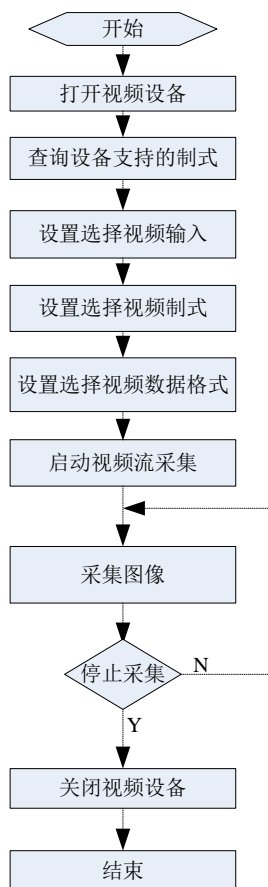 开始
打开视频设备
查询设备支持的制式
设置选择视频输入
设置选择视频制式
设置选择视频数据格式
启动视频流采集
采集图像
停止采集
N
Y
关闭视频设备
结束